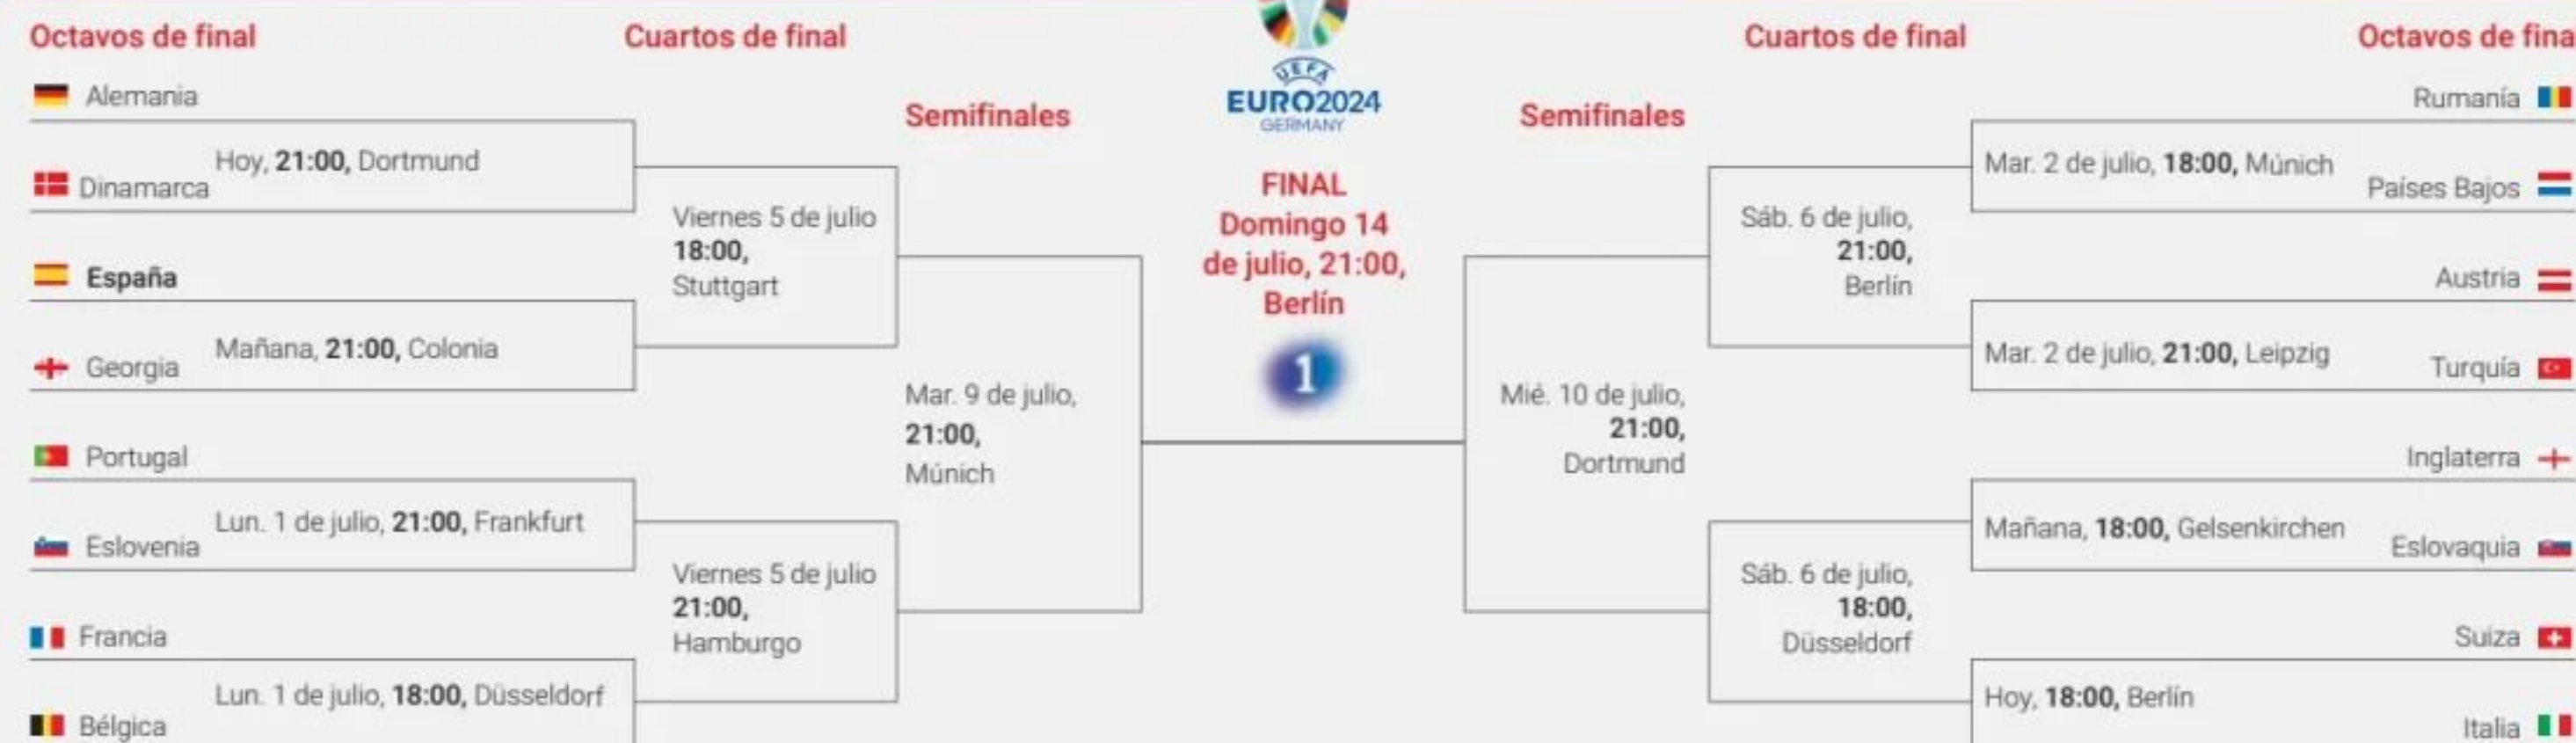 Octavos de final
Cuartos de final
Semifinales
Alemania
Hoy, 21:00, Dortmund
Dinamarca
España
Mañana, 21:00, Colonia
Georgia
Portugal
Lun. 1 de julio, 21:00, Frankfurt
Eslovenia
Francia
Lun. 1 de julio, 18:00, Düsseldorf
Bélgica
Viernes 5 de julio
18:00,
Stuttgart
Viernes 5 de julio
21:00,
Hamburgo
Mar. 9 de julio,
21:00,
Múnich
UEFA
EURO2024
GERMANY
FINAL
Domingo 14
de julio, 21:00,
Berlín
1
Semifinales
Cuartos de final
Octavos de fina
Mié. 10 de julio,
21:00,
Dortmund
Sáb. 6 de julio,
21:00,
Berlín
Sáb. 6 de julio,
18:00,
Düsseldorf
Rumanía
Mar. 2 de julio, 18:00, Múnich
Países Bajos
Austria
Mar. 2 de julio, 21:00, Leipzig
Turquía
Inglaterra
Mañana, 18:00, Gelsenkirchen
Eslovaquia
Suiza
Hoy, 18:00, Berlín
Italia